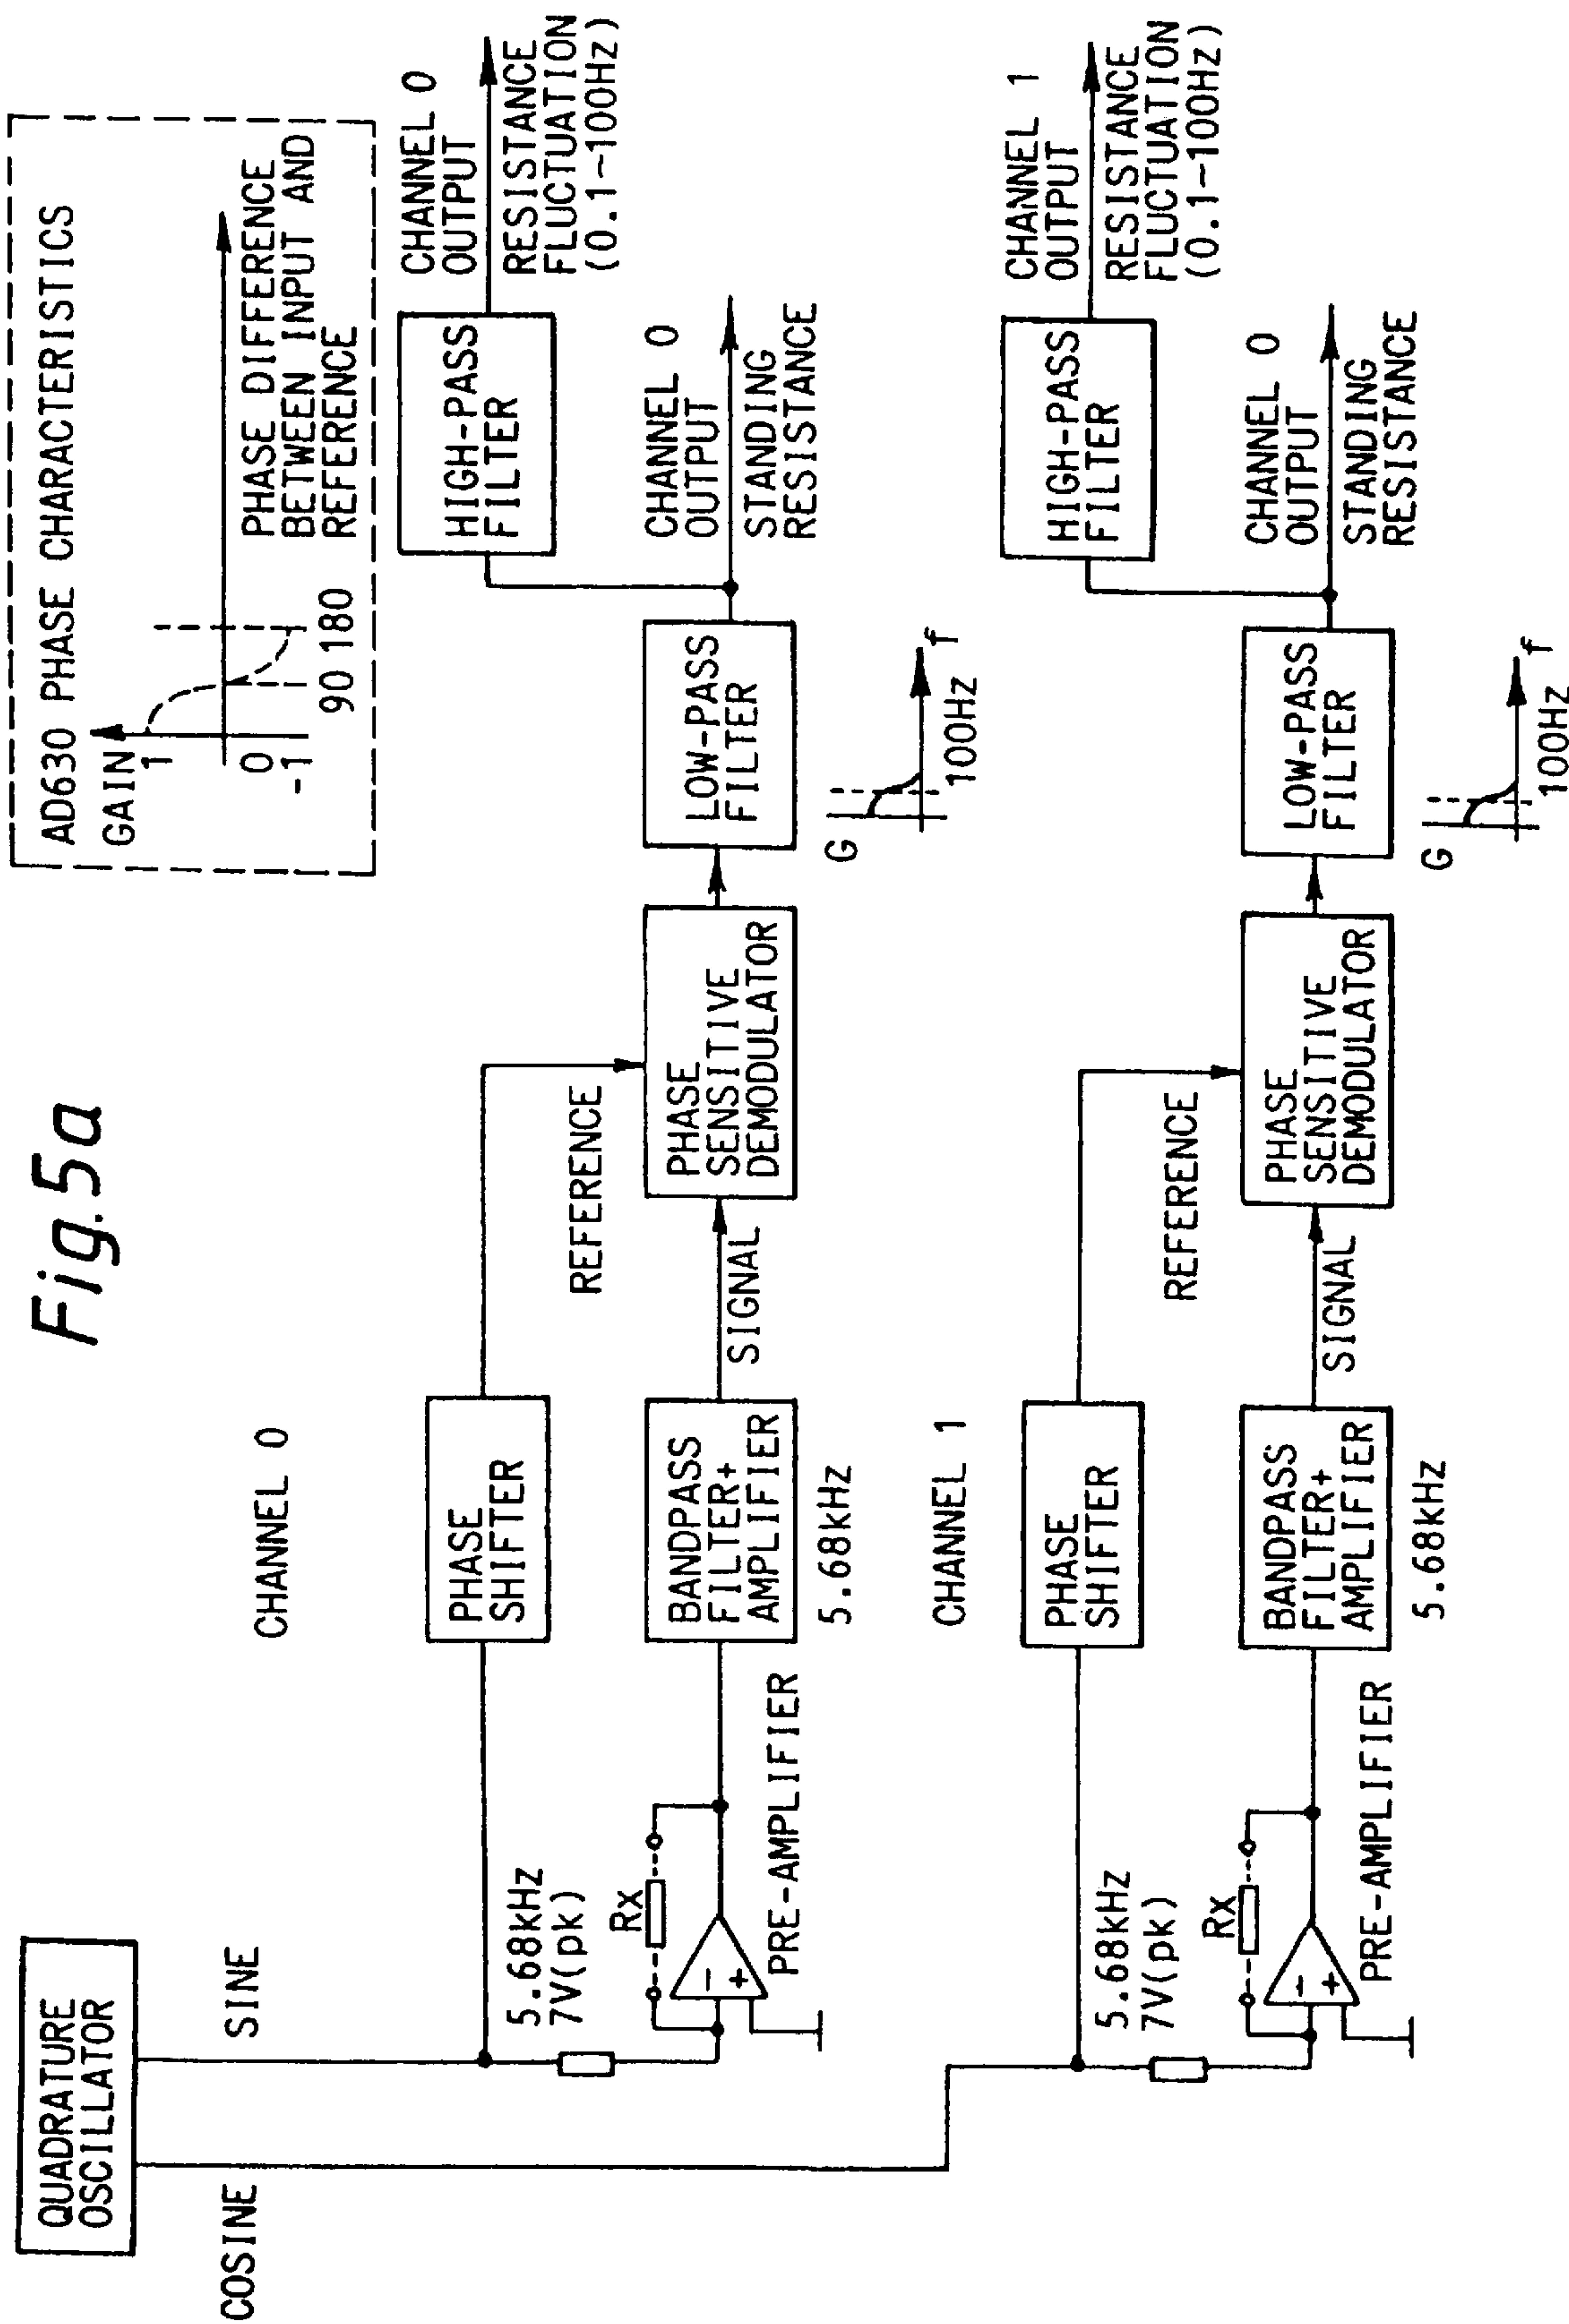 Fig.5a
QUADRATURE
OSCILLATOR
COSINE
SINE
AD630 PHASE CHARACTERISTICS
GAIN
1
0
-1
90 180
PHASE DIFFERENCE
BETWEEN INPUT AND
REFERENCE
CHANNEL 0
5.68kHz
7V(pk)
Rx
PRE-AMPLIFIER
PHASE
SHIFTER
BANDPASS
FILTER+
AMPLIFIER
5.68kHz
REFERENCE
SIGNAL
PHASE
SENSITIVE
DEMODULATOR
LOW-PASS
FILTER
G
f
100Hz
HIGH-PASS
FILTER
CHANNEL 0
OUTPUT
RESISTANCE
FLUCTUATION
(0.1~100Hz)
CHANNEL 0
OUTPUT
STANDING
RESISTANCE
CHANNEL 1
5.68kHz
7V(pk)
Rx
PRE-AMPLIFIER
PHASE
SHIFTER
BANDPASS
FILTER+
AMPLIFIER
5.68kHz
REFERENCE
SIGNAL
PHASE
SENSITIVE
DEMODULATOR
LOW-PASS
FILTER
G
f
100Hz
HIGH-PASS
FILTER
CHANNEL 1
OUTPUT
RESISTANCE
FLUCTUATION
(0.1~100Hz)
CHANNEL 0
OUTPUT
STANDING
RESISTANCE